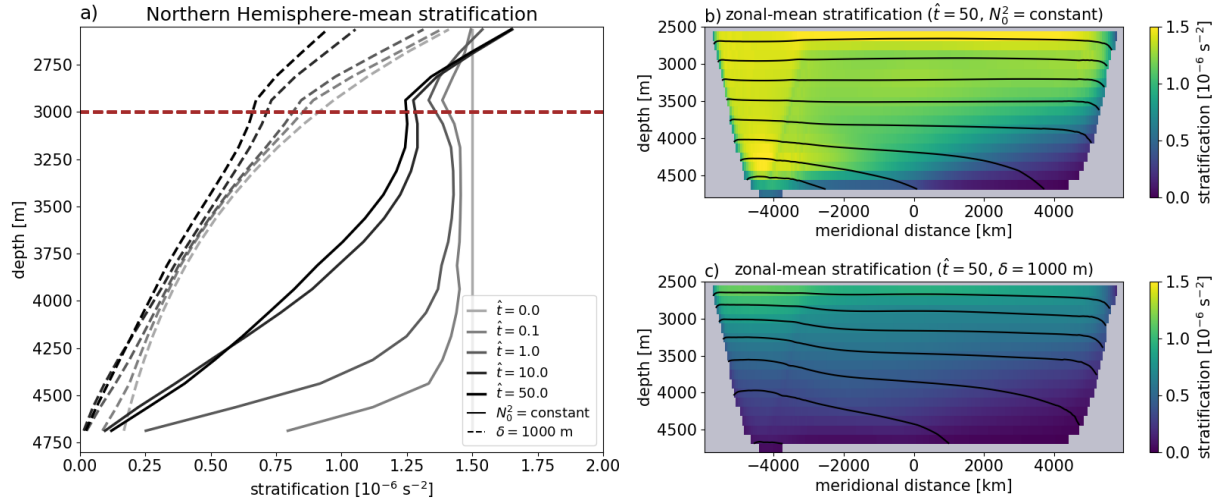 a) Northern Hemisphere-mean stratification
depth [m]
2750
3000
3250
3500
3750
4000
4250
4500
4750
0.00 0.25 0.50 0.75 1.00 1.25 1.50 1.75 2.00
stratification [10⁻⁶ s⁻²]
t̂ = 0.0
t̂ = 0.1
t̂ = 1.0
t̂ = 10.0
t̂ = 50.0
N₀² = constant
δ = 1000 m
b) zonal-mean stratification (t̂ = 50, N₀² = constant)
depth [m]
2500
3000
3500
4000
4500
−4000 −2000 0 2000 4000
meridional distance [km]
1.5
1.0
0.5
0.0
stratification [10⁻⁶ s⁻²]
c) zonal-mean stratification (t̂ = 50, δ = 1000 m)
depth [m]
2500
3000
3500
4000
4500
−4000 −2000 0 2000 4000
meridional distance [km]
1.5
1.0
0.5
0.0
stratification [10⁻⁶ s⁻²]